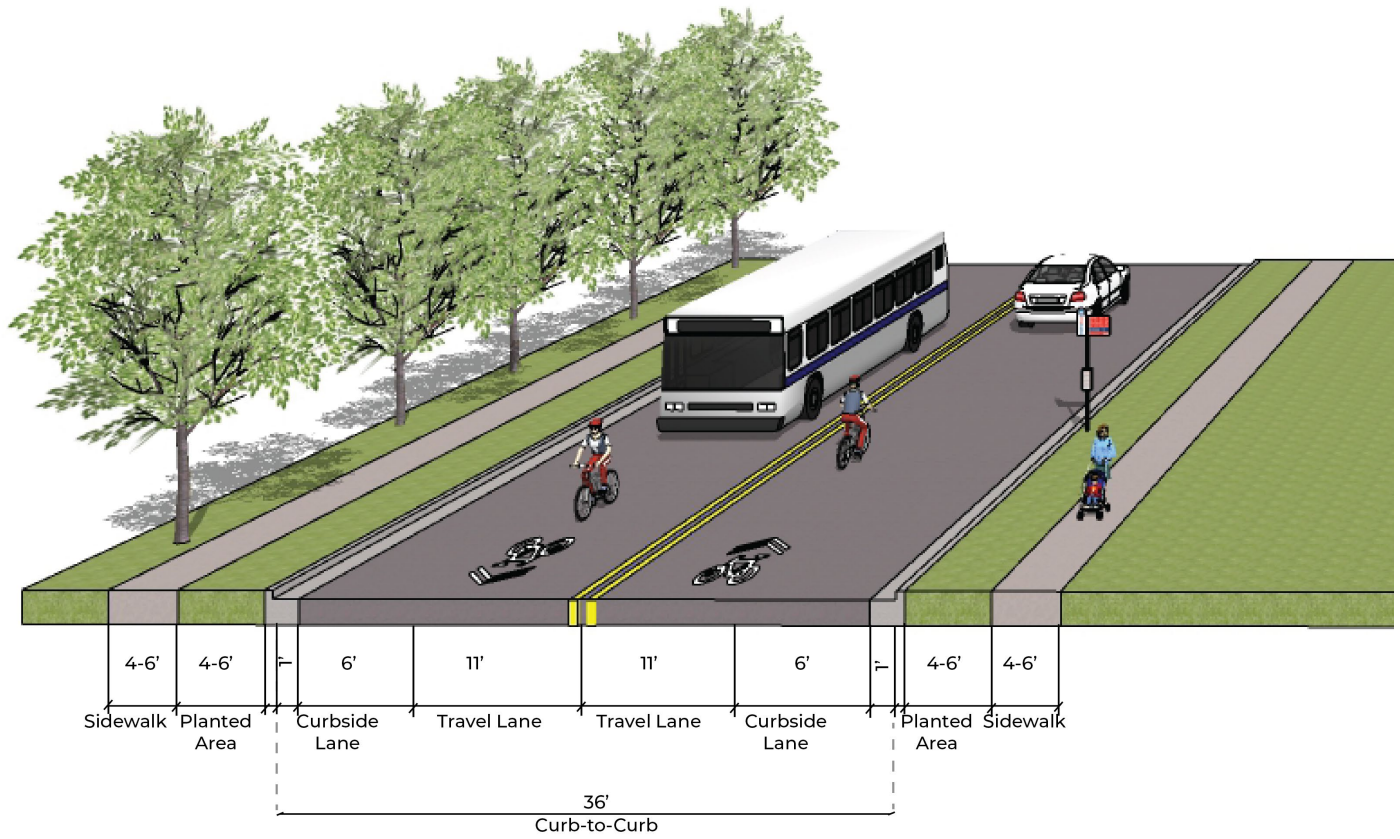 4-6’
4-6’
1’
6’
11’
11’
6’
1’
4-6’
4-6’
Sidewalk
Planted
Area
Curbside
Lane
Travel Lane
Travel Lane
Curbside
Lane
Planted
Area
Sidewalk
36’
Curb-to-Curb